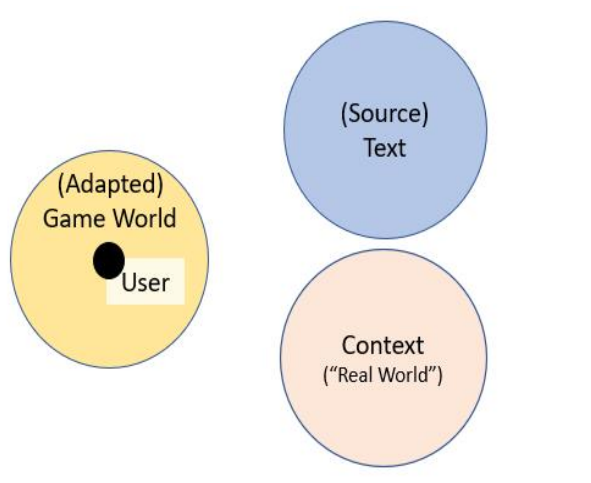 (Source)
Text
(Adapted)
Game World
User
Context
(“Real World”)